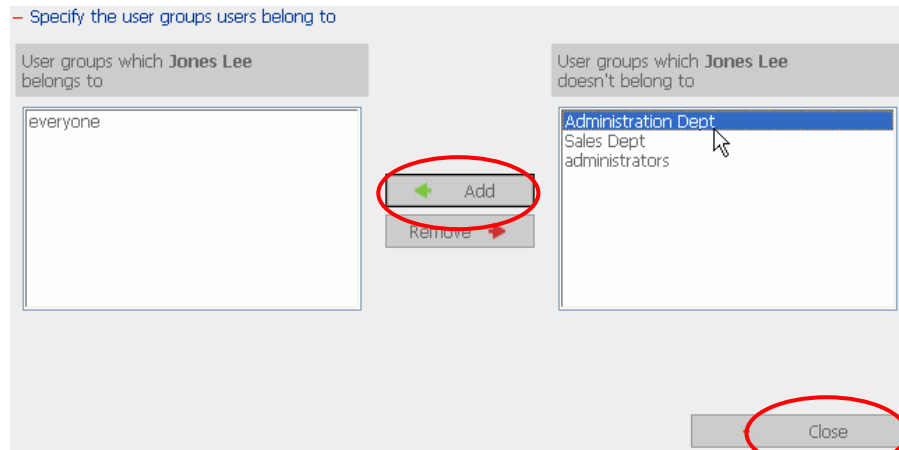 – Specify the user groups users belong to
User groups which Jones Lee
belongs to
everyone
Add
Remove
User groups which Jones Lee
doesn't belong to
Administration Dept
Sales Dept
administrators
Close